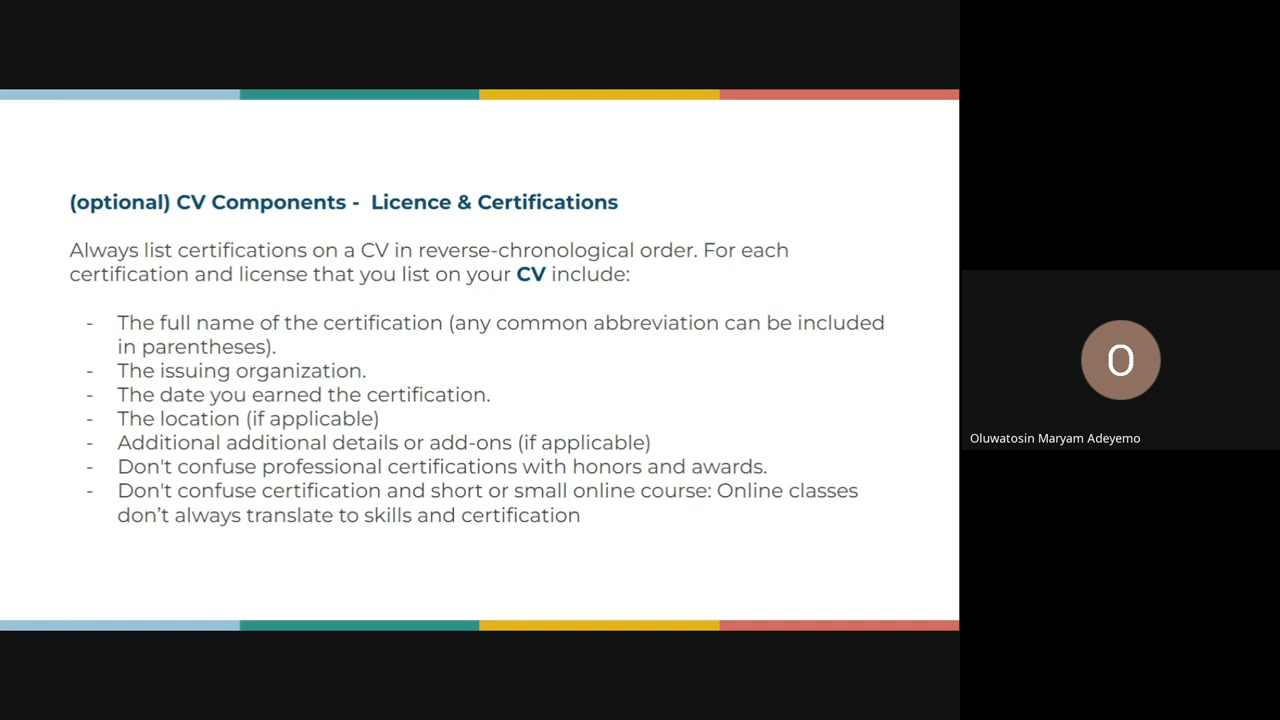 (optional) CV Components - Licence & Certifications
Always list certifications on a CV in reverse-chronological order. For each
certification and license that you list on your CV include:
- The full name of the certification (any common abbreviation can be included
in parentheses).
- The issuing organization.
- The date you earned the certification.
- The location (if applicable)
- Additional additional details or add-ons (if applicable)
- Don't confuse professional certifications with honors and awards.
- Don't confuse certification and short or small online course: Online classes
don’t always translate to skills and certification
O
Oluwatosin Maryam Adeyemo